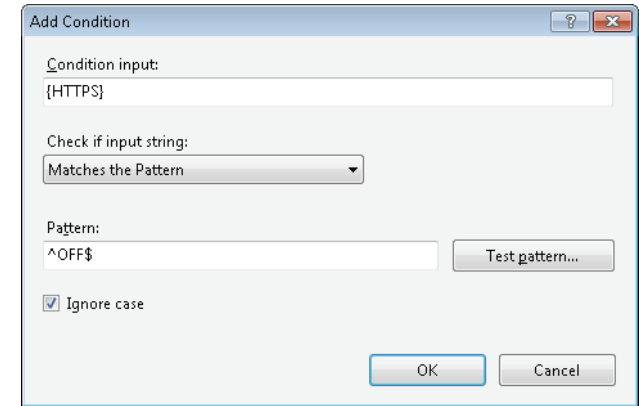 Add Condition
Condition input:
{HTTPS}
Check if input string:
Matches the Pattern
Pattern:
^OFF$
Test pattern...
Ignore case
OK
Cancel